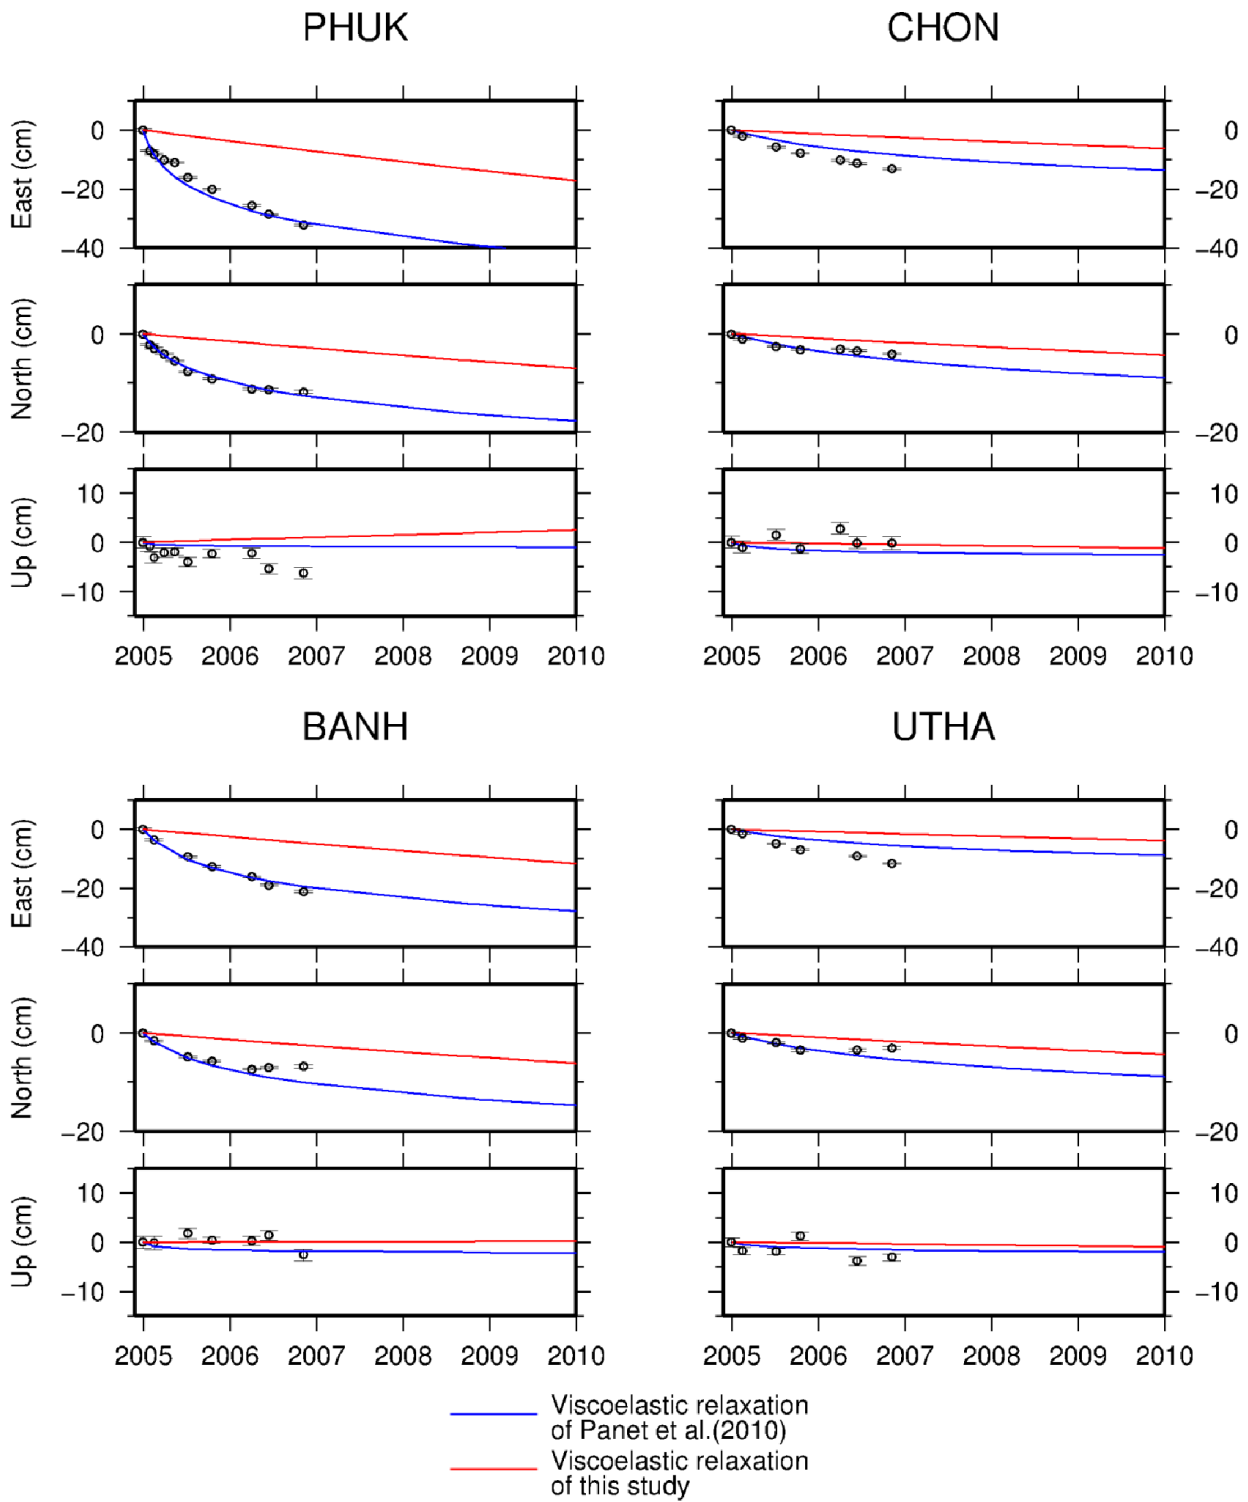 PHUK
CHON
East (cm)
0
−20
−40
0
−20
−40
North (cm)
0
−20
0
−20
Up (cm)
10
0
−10
10
0
−10
2005 2006 2007 2008 2009 2010
2005 2006 2007 2008 2009 2010
BANH
UTHA
East (cm)
0
−20
−40
0
−20
−40
North (cm)
0
−20
0
−20
Up (cm)
10
0
−10
10
0
−10
2005 2006 2007 2008 2009 2010
2005 2006 2007 2008 2009 2010
Viscoelastic relaxation
of Panet et al.(2010)
Viscoelastic relaxation
of this study